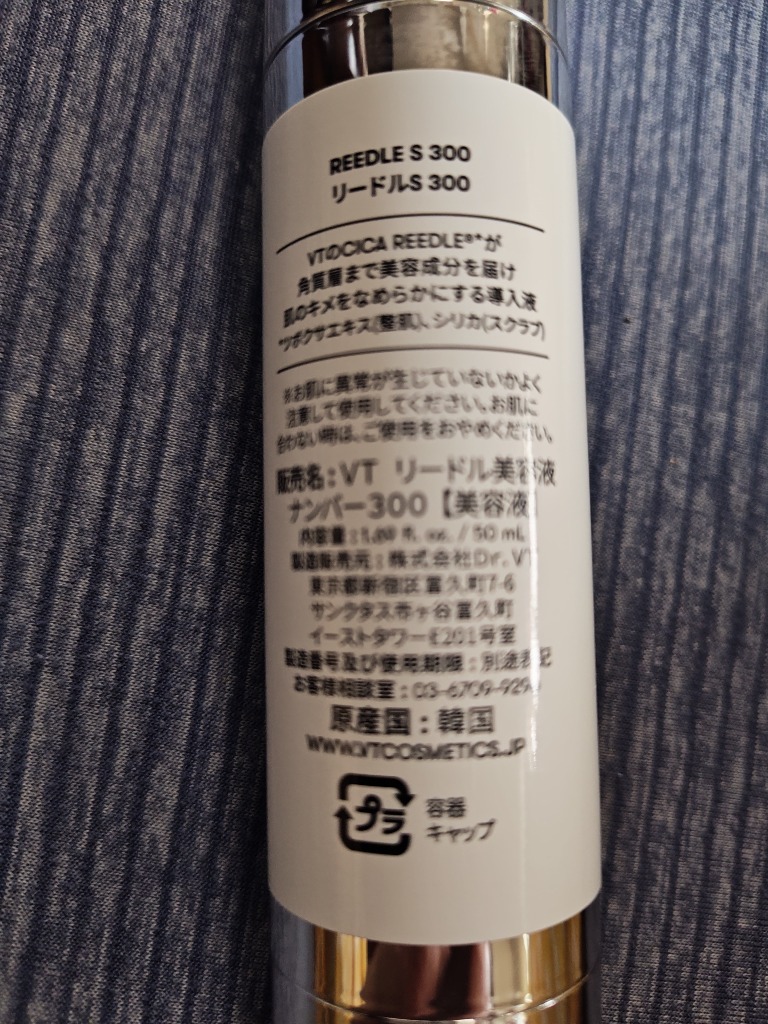 REEDLE S 300
リードルS 300
VTのCICA REEDLE®*が
角質層まで美容成分を届け
肌のキメをなめらかにする導入液
*ツボクサエキス(整肌)、シリカ(スクラブ)
※お肌に異常が生じていないかよく
注意して使用してください。お肌に
合わない時は、ご使用をおやめください。
販売名:VT リードル美容液
ナンバー300【美容液】
内容量:1.69 fl. oz. / 50 mL
製造販売元:株式会社Dr. VT
東京都新宿区富久町7-6
サンクタス市ヶ谷富久町
イーストタワーE201号室
製造番号及び使用期限:別途表記
お客様相談室:03-6709-929
原産国:韓国
WWW.VTCOSMETICS.JP
プラ
容器
キャップ